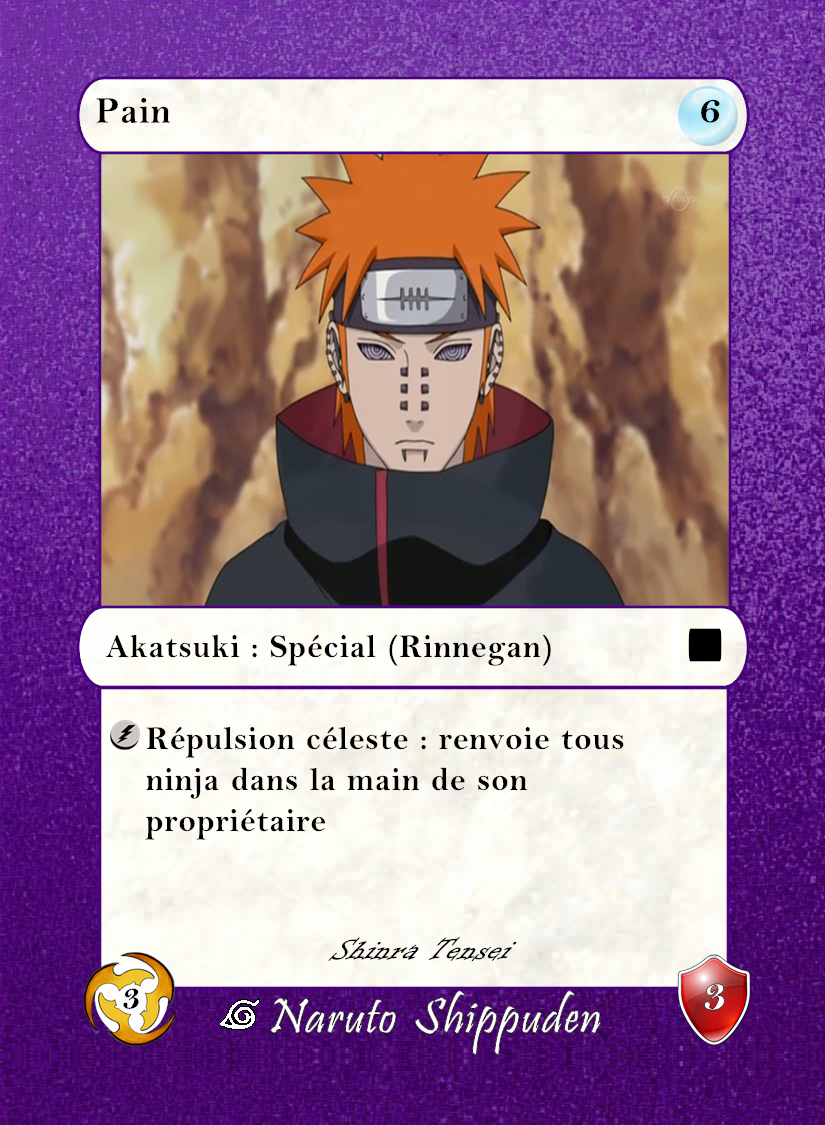 Pain
6
Akatsuki : Spécial (Rinnegan)
Répulsion céleste : renvoie tous
ninja dans la main de son
propriétaire
Shinra Tensei
3
3
Naruto Shippuden